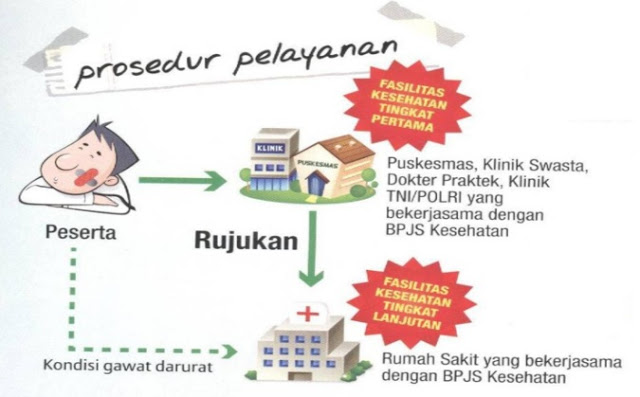 prosedur pelayanan
FASILITAS
KESEHATAN
TINGKAT
PERTAMA
KLINIK
PUSKESMAS
Puskesmas, Klinik Swasta,
Dokter Praktek, Klinik
TNI/POLRI yang
bekerjasama dengan
BPJS Kesehatan
Peserta
Rujukan
FASILITAS
KESEHATAN
TINGKAT
LANJUTAN
Kondisi gawat darurat
Rumah Sakit yang bekerjasama
dengan BPJS Kesehatan